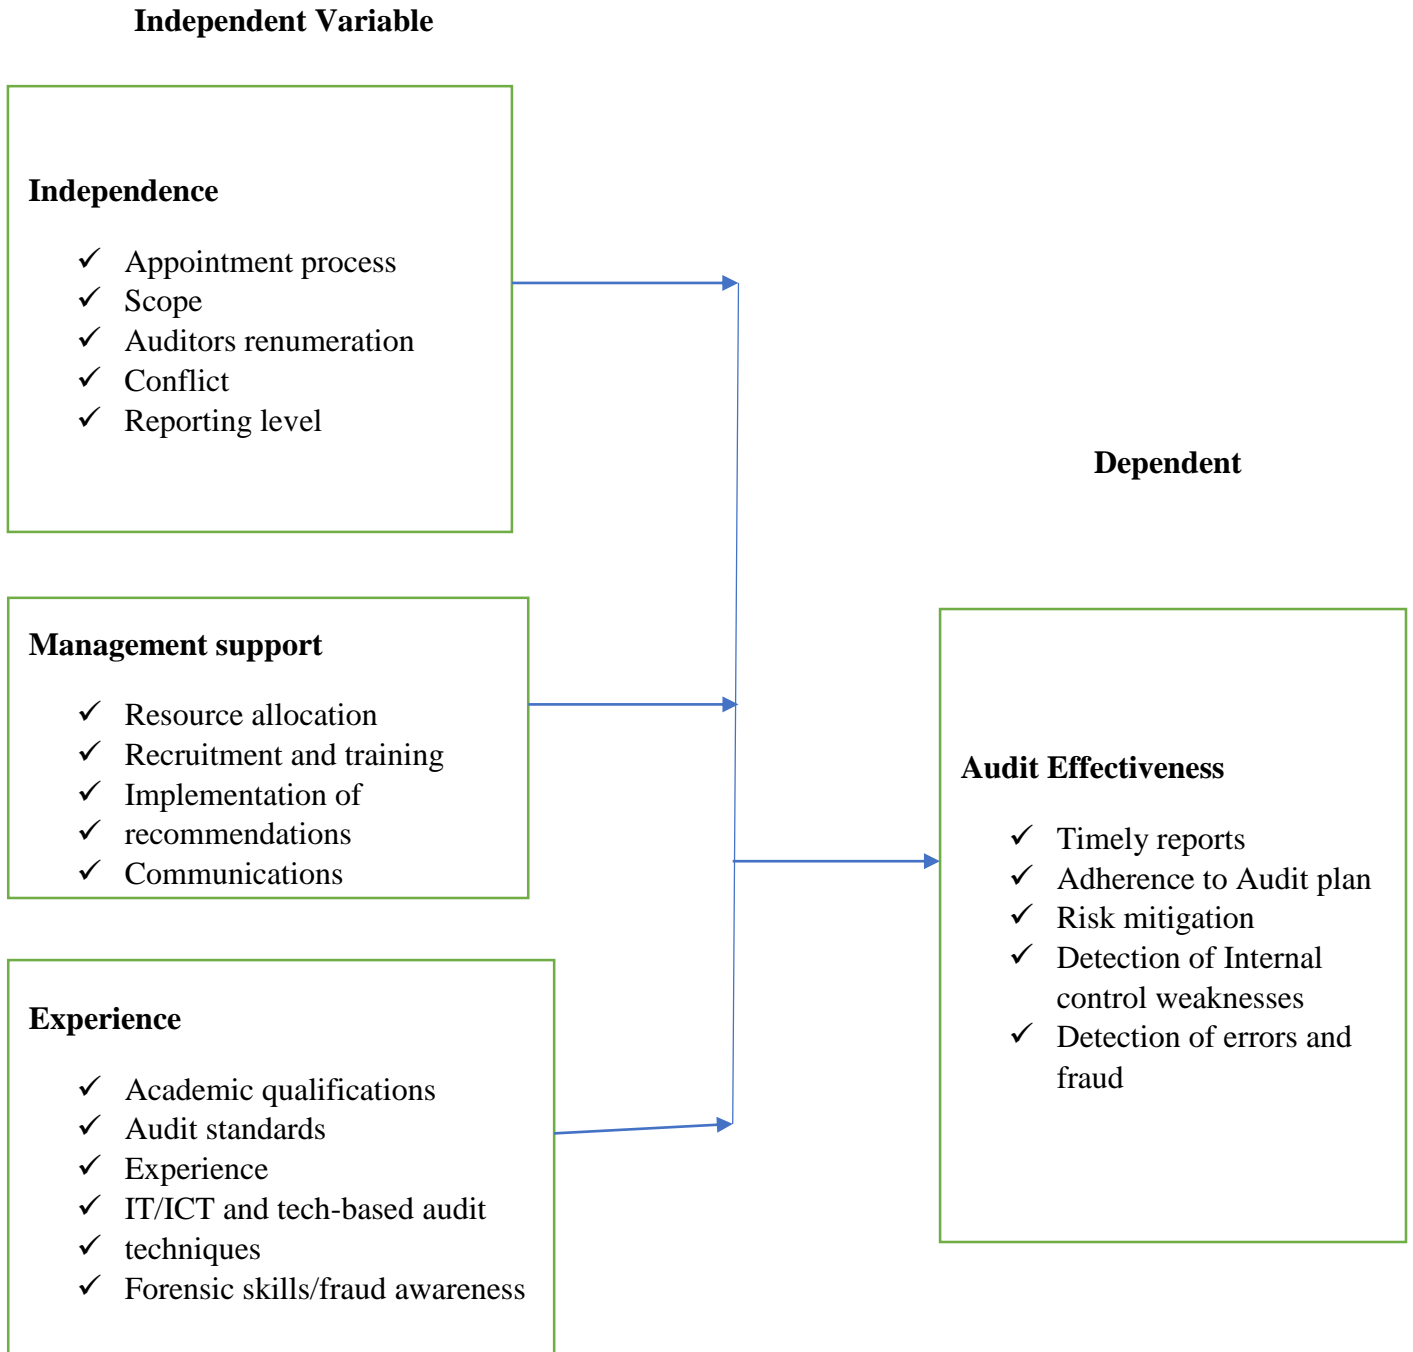 Independent Variable
Independence
✓ Appointment process
✓ Scope
✓ Auditors renumeration
✓ Conflict
✓ Reporting level
Management support
✓ Resource allocation
✓ Recruitment and training
✓ Implementation of
✓ recommendations
✓ Communications
Experience
✓ Academic qualifications
✓ Audit standards
✓ Experience
✓ IT/ICT and tech-based audit
✓ techniques
✓ Forensic skills/fraud awareness
Dependent
Audit Effectiveness
✓ Timely reports
✓ Adherence to Audit plan
✓ Risk mitigation
✓ Detection of Internal
control weaknesses
✓ Detection of errors and
fraud